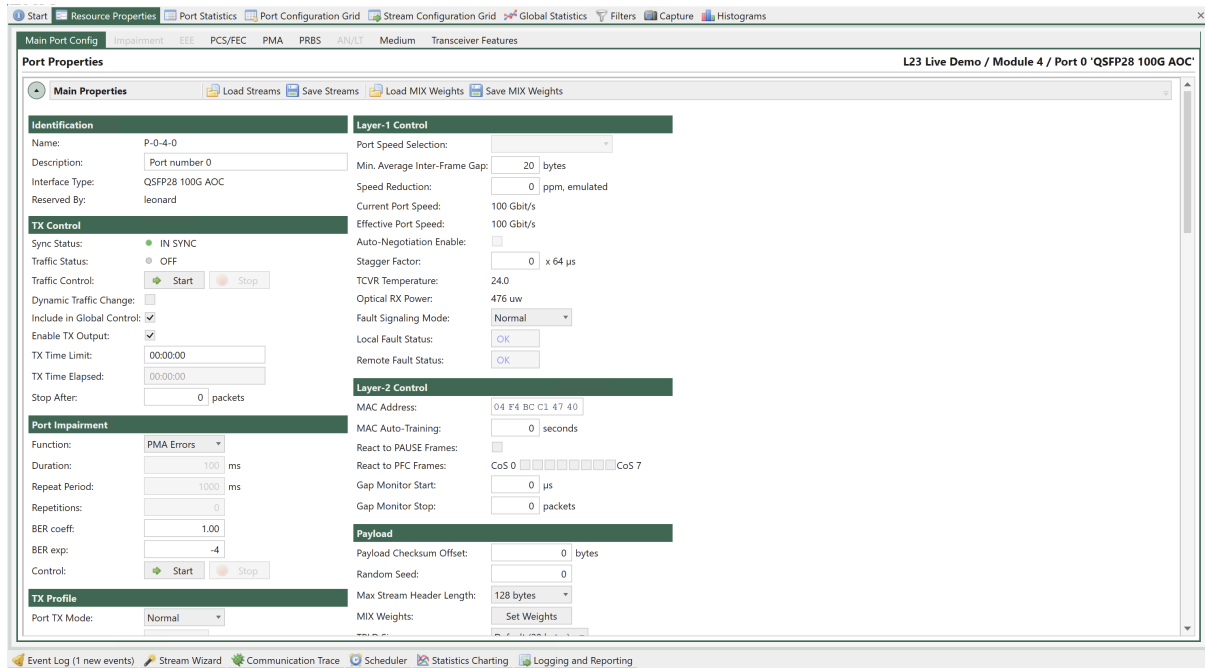 Start Resource Properties Port Statistics Port Configuration Grid Stream Configuration Grid Global Statistics Filters Capture Histograms
Main Port Config Impairment EEE PCS/FEC PMA PRBS AN/LT Medium Transceiver Features
Port Properties L23 Live Demo / Module 4 / Port 0 'QSFP28 100G AOC'
Main Properties Load Streams Save Streams Load MIX Weights Save MIX Weights
Identification
Name: P-0-4-0
Description: Port number 0
Interface Type: QSFP28 100G AOC
Reserved By: leonard
TX Control
Sync Status: IN SYNC
Traffic Status: OFF
Traffic Control: Start Stop
Dynamic Traffic Change:
Include in Global Control:
Enable TX Output:
TX Time Limit: 00:00:00
TX Time Elapsed: 00:00:00
Stop After: 0 packets
Port Impairment
Function: PMA Errors
Duration: 100 ms
Repeat Period: 1000 ms
Repetitions: 0
BER coeff: 1.00
BER exp: -4
Control: Start Stop
TX Profile
Port TX Mode: Normal
Layer-1 Control
Port Speed Selection:
Min. Average Inter-Frame Gap: 20 bytes
Speed Reduction: 0 ppm, emulated
Current Port Speed: 100 Gbit/s
Effective Port Speed: 100 Gbit/s
Auto-Negotiation Enable:
Stagger Factor: 0 x 64 µs
TCVR Temperature: 24.0
Optical RX Power: 476 uw
Fault Signaling Mode: Normal
Local Fault Status: OK
Remote Fault Status: OK
Layer-2 Control
MAC Address: 04 F4 BC C1 47 40
MAC Auto-Training: 0 seconds
React to PAUSE Frames:
React to PFC Frames: CoS 0 CoS 7
Gap Monitor Start: 0 µs
Gap Monitor Stop: 0 packets
Payload
Payload Checksum Offset: 0 bytes
Random Seed: 0
Max Stream Header Length: 128 bytes
MIX Weights: Set Weights
Event Log (1 new events) Stream Wizard Communication Trace Scheduler Statistics Charting Logging and Reporting